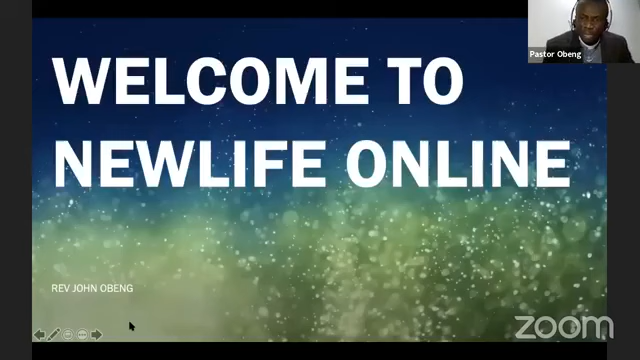 WELCOME TO
NEWLIFE ONLINE
REV JOHN OBENG
Pastor Obeng
zoom